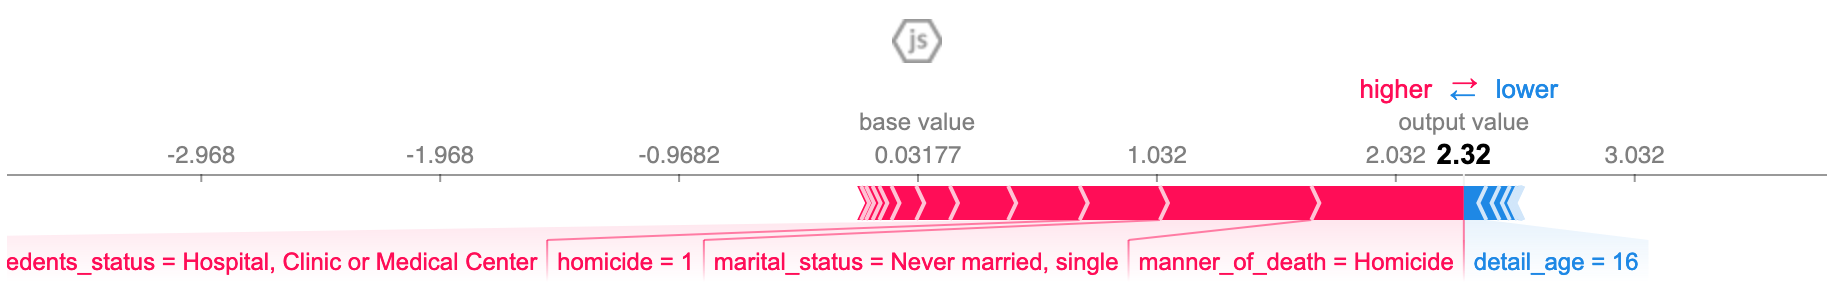 js
higher lower
base value output value
-2.968 -1.968 -0.9682 0.03177 1.032 2.032 2.32 3.032
edents_status = Hospital, Clinic or Medical Center homicide = 1 marital_status = Never married, single manner_of_death = Homicide detail_age = 16